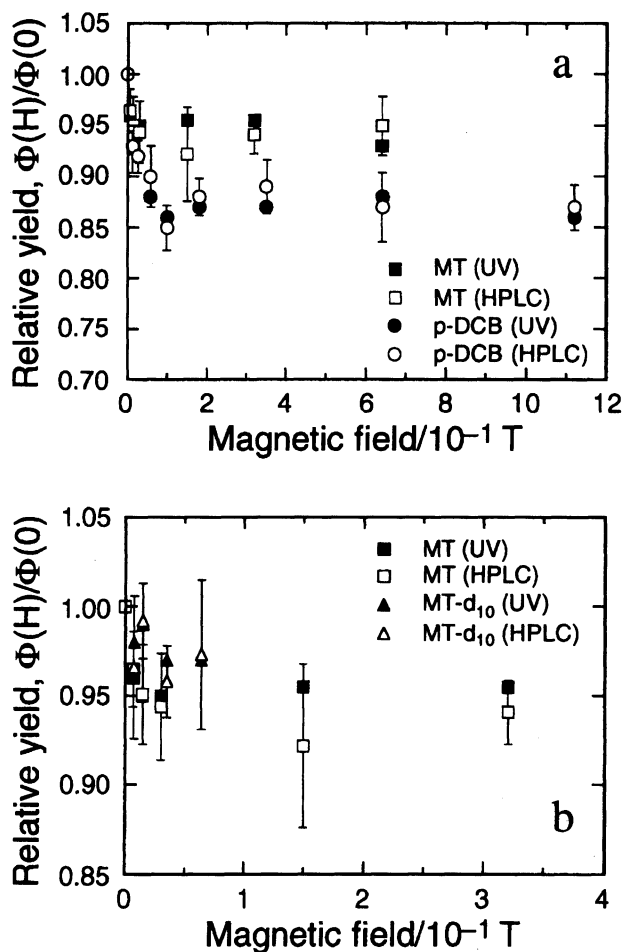 Relative yield, Φ(H)/Φ(0)
1.05
1.00
0.95
0.90
0.85
0.80
0.75
0.70
a
■ MT (UV)
□ MT (HPLC)
● p-DCB (UV)
○ p-DCB (HPLC)
0 2 4 6 8 10 12
Magnetic field/10⁻¹ T
Relative yield, Φ(H)/Φ(0)
1.05
1.00
0.95
0.90
0.85
■ MT (UV)
□ MT (HPLC)
▲ MT-d₁₀ (UV)
△ MT-d₁₀ (HPLC)
b
0 1 2 3 4
Magnetic field/10⁻¹ T